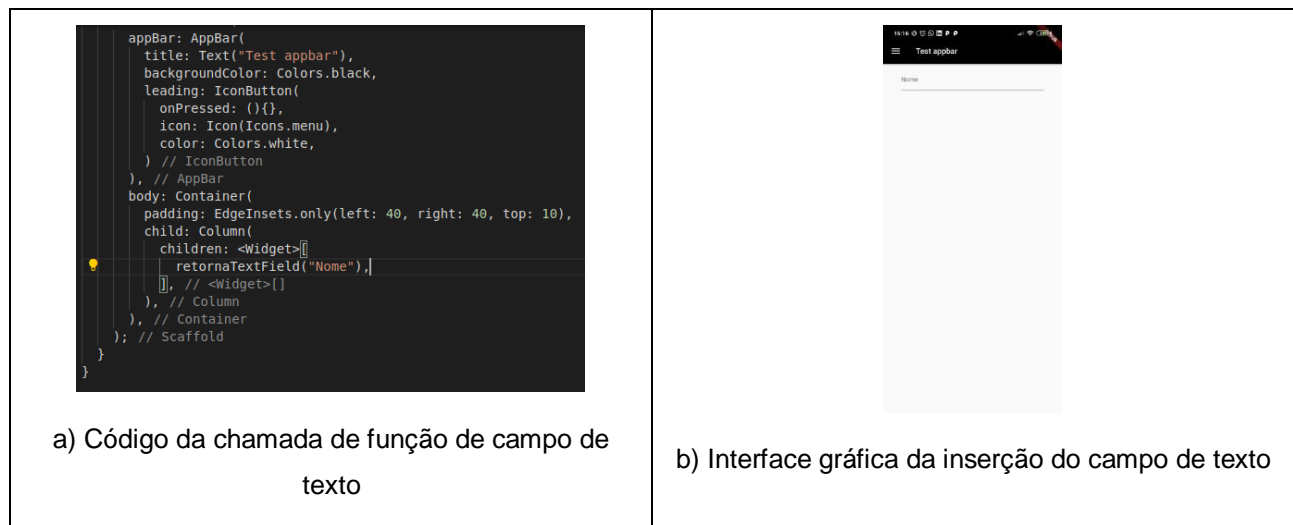 appBar: AppBar(
title: Text("Test appbar"),
backgroundColor: Colors.black,
leading: IconButton(
onPressed: (){},
icon: Icon(Icons.menu),
color: Colors.white,
) // IconButton
), // AppBar
body: Container(
padding: EdgeInsets.only(left: 40, right: 40, top: 10),
child: Column(
children: <Widget>[
retornaTextField("Nome"),
], // <Widget>[]
), // Column
), // Container
); // Scaffold
}
}
a) Código da chamada de função de campo de
texto
Test appbar
Nome
b) Interface gráfica da inserção do campo de texto